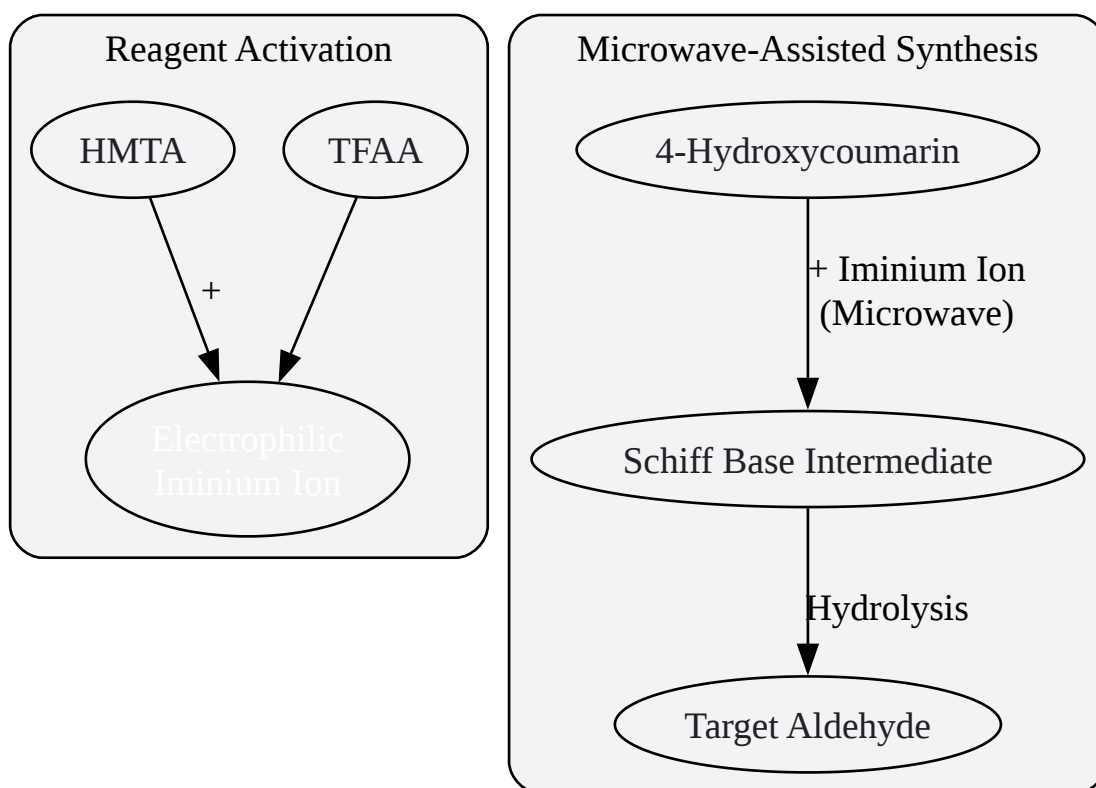 Reagent Activation
HMTA
TFAA
+
Electrophilic
Iminium Ion
Microwave-Assisted Synthesis
4-Hydroxycoumarin
+ Iminium Ion
(Microwave)
Schiff Base Intermediate
Hydrolysis
Target Aldehyde